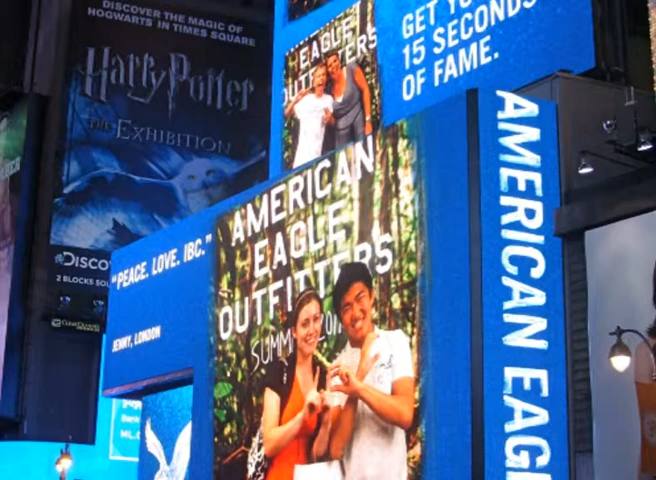 DISCOVER THE MAGIC OF
HOGWARTS IN TIMES SQUARE
Harry Potter
THE EXHIBITION
DISCO
2 BLOCKS SOU
EAGLE
OUTFITTERS
GET YO
15 SECONDS
OF FAME.
"PEACE. LOVE. IBC."
JENNY, LONDON
AMERICAN
EAGLE
OUTFITTERS
SUMM 201
AMERICAN EAGL